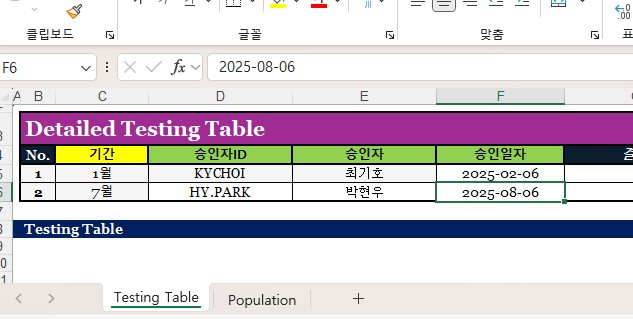 클립보드 글꼴 맞춤
F6 fx 2025-08-06
A B C D E F
Detailed Testing Table
No. 기간 승인자ID 승인자 승인일자
1 1월 KYCHOI 최기호 2025-02-06
2 7월 HY.PARK 박현우 2025-08-06
Testing Table
Testing Table Population +